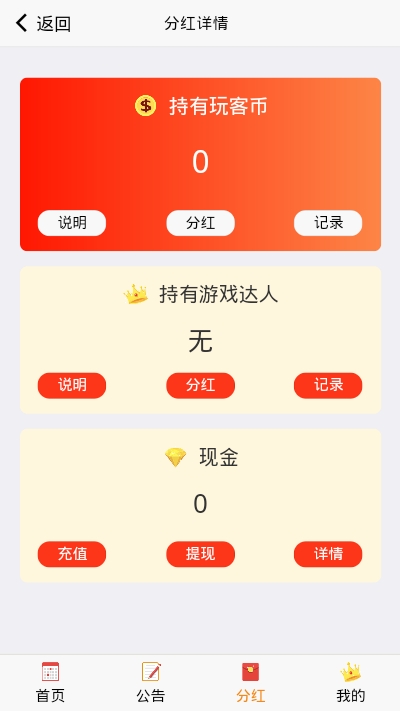 返回 分红详情
持有玩客币
0
说明 分红 记录
持有游戏达人
无
说明 分红 记录
现金
0
充值 提现 详情
首页 公告 分红 我的